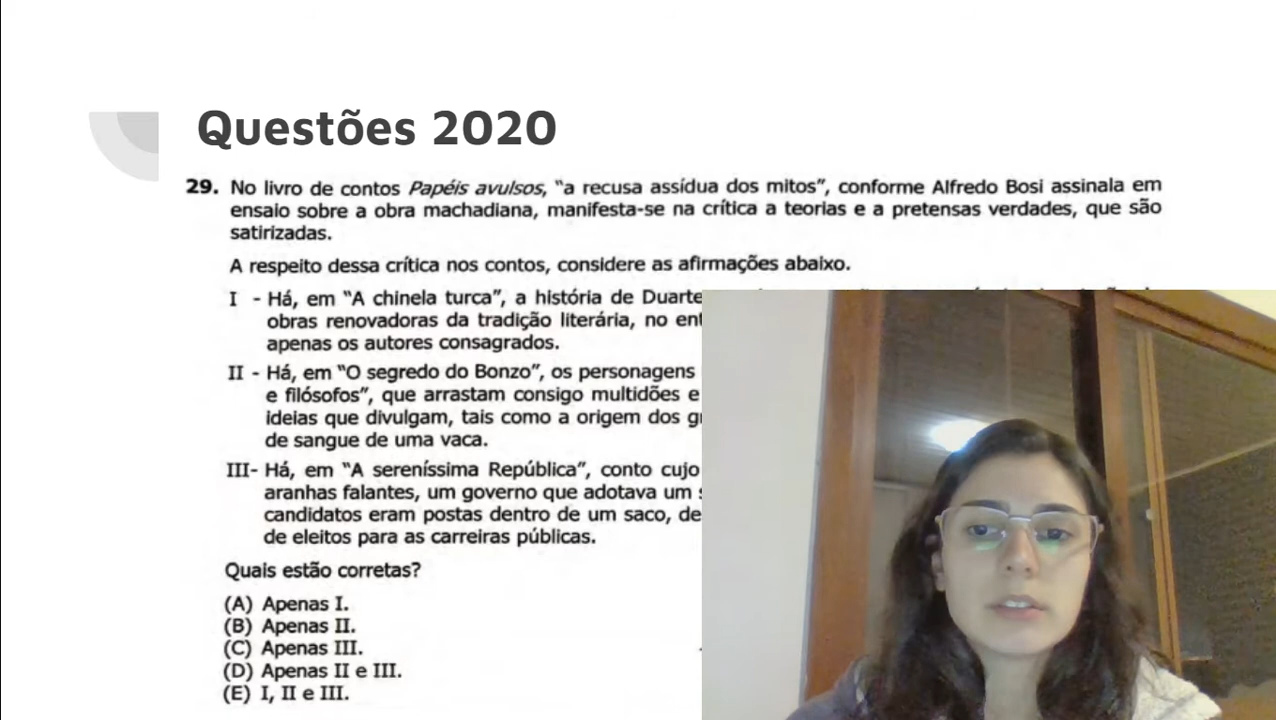 Questões 2020
29. No livro de contos Papéis avulsos, “a recusa assídua dos mitos”, conforme Alfredo Bosi assinala em
ensaio sobre a obra machadiana, manifesta-se na crítica a teorias e a pretensas verdades, que são
satirizadas.
A respeito dessa crítica nos contos, considere as afirmações abaixo.
I - Há, em “A chinela turca”, a história de Duarte
obras renovadoras da tradição literária, no
apenas os autores consagrados.
II - Há, em “O segredo do Bonzo”, os personagens
e filósofos”, que arrastam consigo multidões e
ideias que divulgam, tais como a origem dos
de sangue de uma vaca.
III- Há, em “A sereníssima República”, conto cujo
aranhas falantes, um governo que adotava um
candidatos eram postas dentro de um saco,
de eleitos para as carreiras públicas.
Quais estão corretas?
(A) Apenas I.
(B) Apenas II.
(C) Apenas III.
(D) Apenas II e III.
(E) I, II e III.